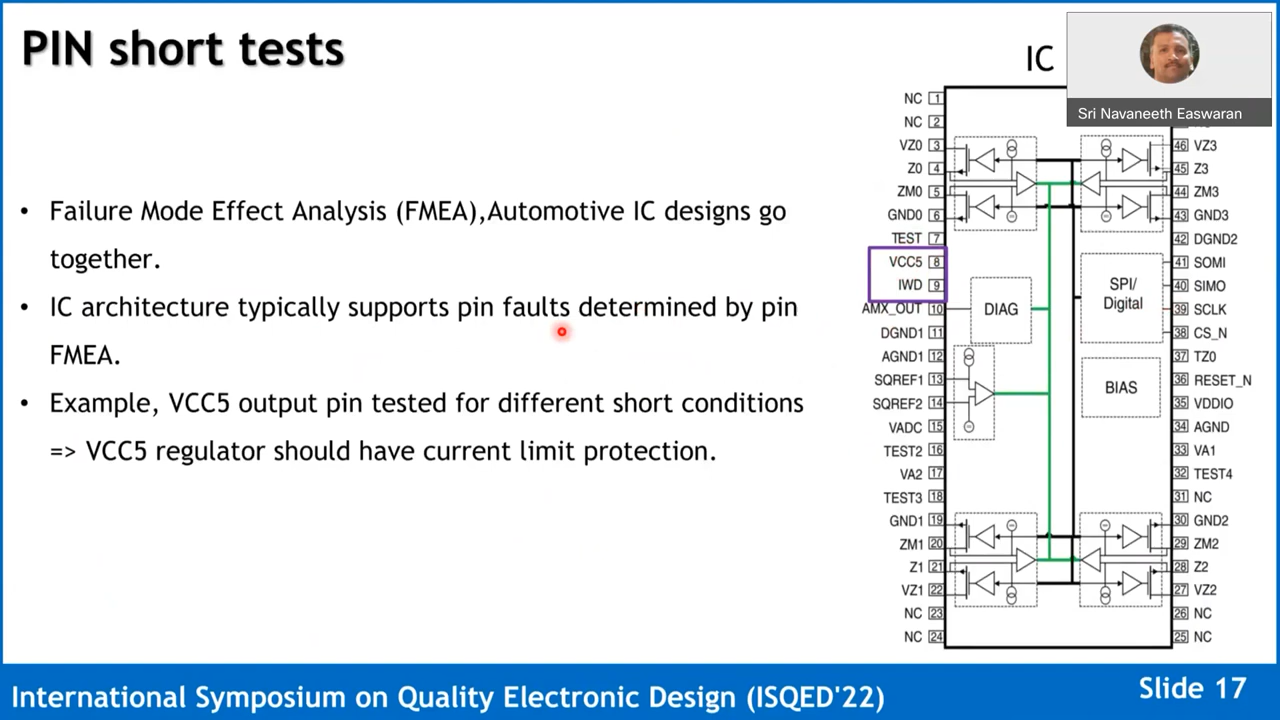 PIN short tests
IC
Sri Navaneeth Easwaran
• Failure Mode Effect Analysis (FMEA),Automotive IC designs go
together.
• IC architecture typically supports pin faults determined by pin
FMEA.
• Example, VCC5 output pin tested for different short conditions
=> VCC5 regulator should have current limit protection.
NC 1
NC 2
VZ0 3
Z0 4
ZM0 5
GND0 6
TEST 7
VCC5 8
IWD 9
AMX_OUT 10
DGND1 11
AGND1 12
SQREF1 13
SQREF2 14
VADC 15
TEST2 16
VA2 17
TEST3 18
GND1 19
ZM1 20
Z1 21
VZ1 22
NC 23
NC 24
DIAG
SPI/
Digital
BIAS
46 VZ3
45 Z3
44 ZM3
43 GND3
42 DGND2
41 SOMI
40 SIMO
39 SCLK
38 CS_N
37 TZ0
36 RESET_N
35 VDDIO
34 AGND
33 VA1
32 TEST4
31 NC
30 GND2
29 ZM2
28 Z2
27 VZ2
26 NC
25 NC
International Symposium on Quality Electronic Design (ISQED'22)
Slide 17